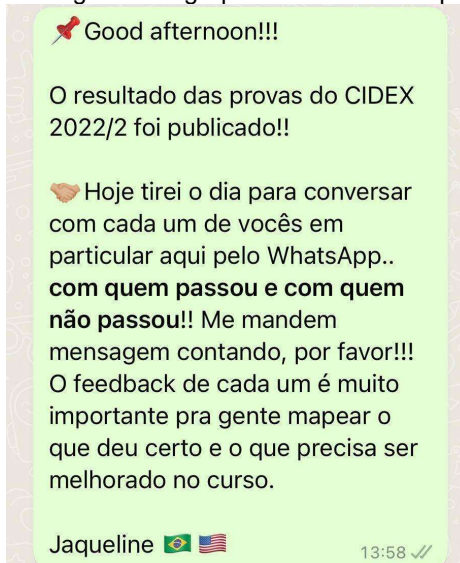 📌 Good afternoon!!!
O resultado das provas do CIDEX
2022/2 foi publicado!!
🤝🏼 Hoje tirei o dia para conversar
com cada um de vocês em
particular aqui pelo WhatsApp..
com quem passou e com quem
não passou!! Me mandem
mensagem contando, por favor!!!
O feedback de cada um é muito
importante pra gente mapear o
que deu certo e o que precisa ser
melhorado no curso.
Jaqueline 🇧🇷 🇺🇸
13:58